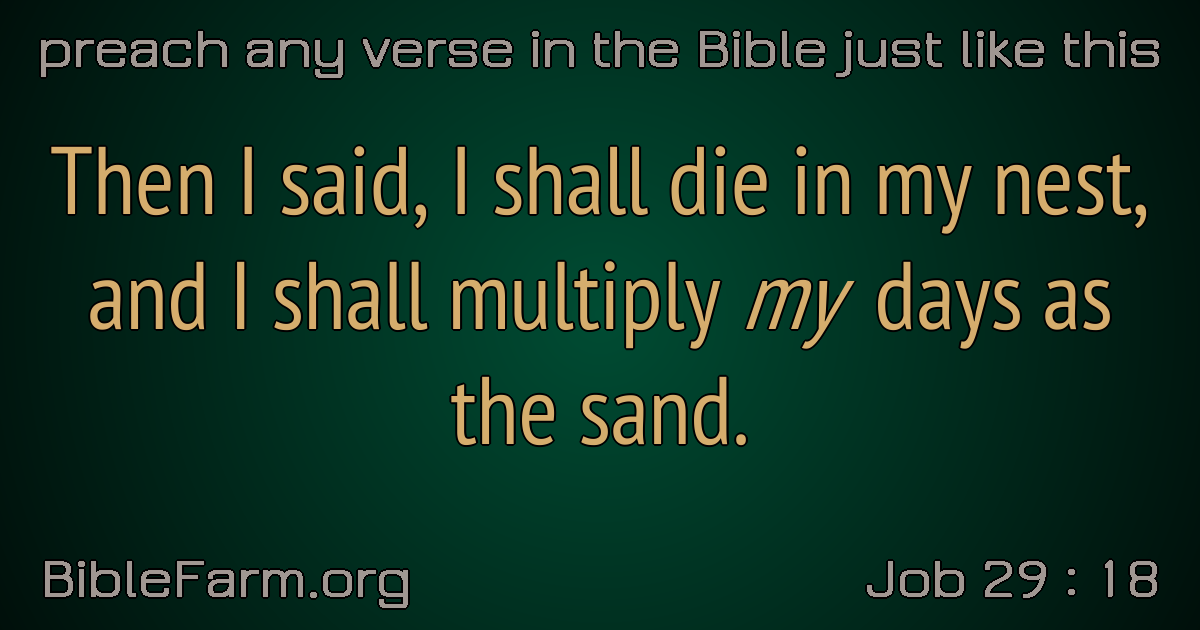 preach any verse in the Bible just like this
Then I said, I shall die in my nest,
and I shall multiply my days as
the sand.
BibleFarm.org
Job 29 : 18